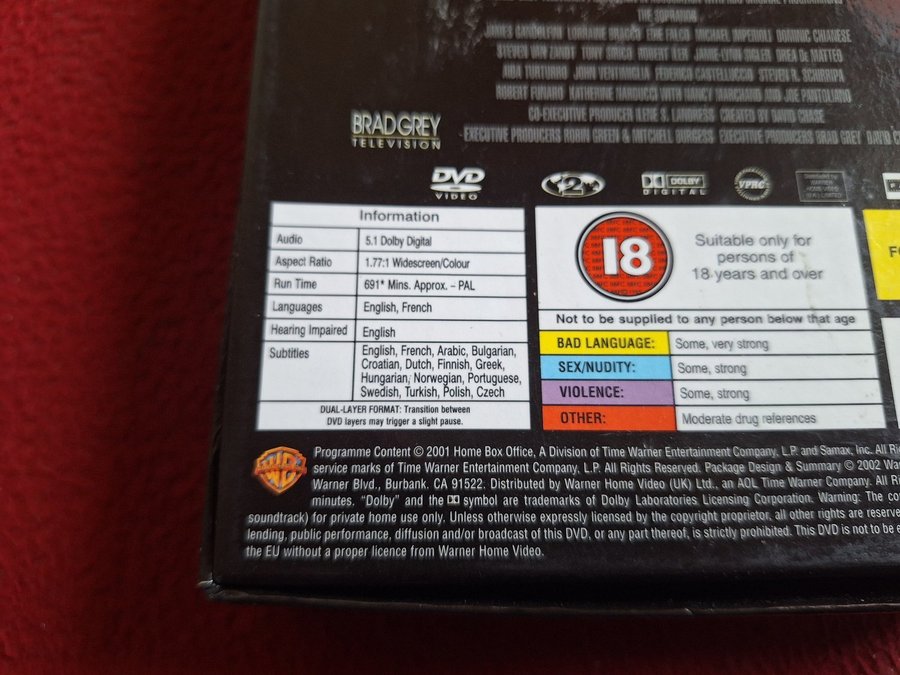 THE SOPRANOS
JAMES GANDOLFINI LORRAINE BRACCO EDIE FALCO MICHAEL IMPERIOLI DOMINIC CHIANESE
STEVEN VAN ZANDT TONY SIRICO ROBERT ILER JAMIE-LYNN SIGLER DREA DE MATTEO
AIDA TURTURRO JOHN VENTIMIGLIA FEDERICO CASTELLUCCIO STEVEN R. SCHIRRIPA
ROBERT FUNARO KATHERINE NARDUCCI WITH NANCY MARCHAND AND JOE PANTOLIANO
CO-EXECUTIVE PRODUCER ILENE S. LANDRESS CREATED BY DAVID CHASE
EXECUTIVE PRODUCERS ROBIN GREEN & MITCHELL BURGESS EXECUTIVE PRODUCERS BRAD GREY DAVID C
BRADGREY
TELEVISION
DVD
VIDEO
2
DOLBY
DIGITAL
VPRC
Information
Audio 5.1 Dolby Digital
Aspect Ratio 1.77:1 Widescreen/Colour
Run Time 691* Mins. Approx. – PAL
Languages English, French
Hearing Impaired English
Subtitles English, French, Arabic, Bulgarian,
Croatian, Dutch, Finnish, Greek,
Hungarian, Norwegian, Portuguese,
Swedish, Turkish, Polish, Czech
DUAL-LAYER FORMAT: Transition between
DVD layers may trigger a slight pause.
18
Suitable only for
persons of
18 years and over
Not to be supplied to any person below that age
BAD LANGUAGE: Some, very strong
SEX/NUDITY: Some, strong
VIOLENCE: Some, strong
OTHER: Moderate drug references
Programme Content © 2001 Home Box Office, A Division of Time Warner Entertainment Company. L.P. and Samax, Inc. All Ri
service marks of Time Warner Entertainment Company. L.P. All Rights Reserved. Package Design & Summary © 2002 Wa
Warner Blvd., Burbank. CA 91522. Distributed by Warner Home Video (UK) Ltd., an AOL Time Warner Company. All
minutes. "Dolby" and the symbol are trademarks of Dolby Laboratories Licensing Corporation. Warning: The co
soundtrack) for private home use only. Unless otherwise expressly licensed by the copyright proprietor, all other rights are reserve
lending, public performance, diffusion and/or broadcast of this DVD, or any part thereof, is strictly prohibited. This DVD is not to be e
the EU without a proper licence from Warner Home Video.